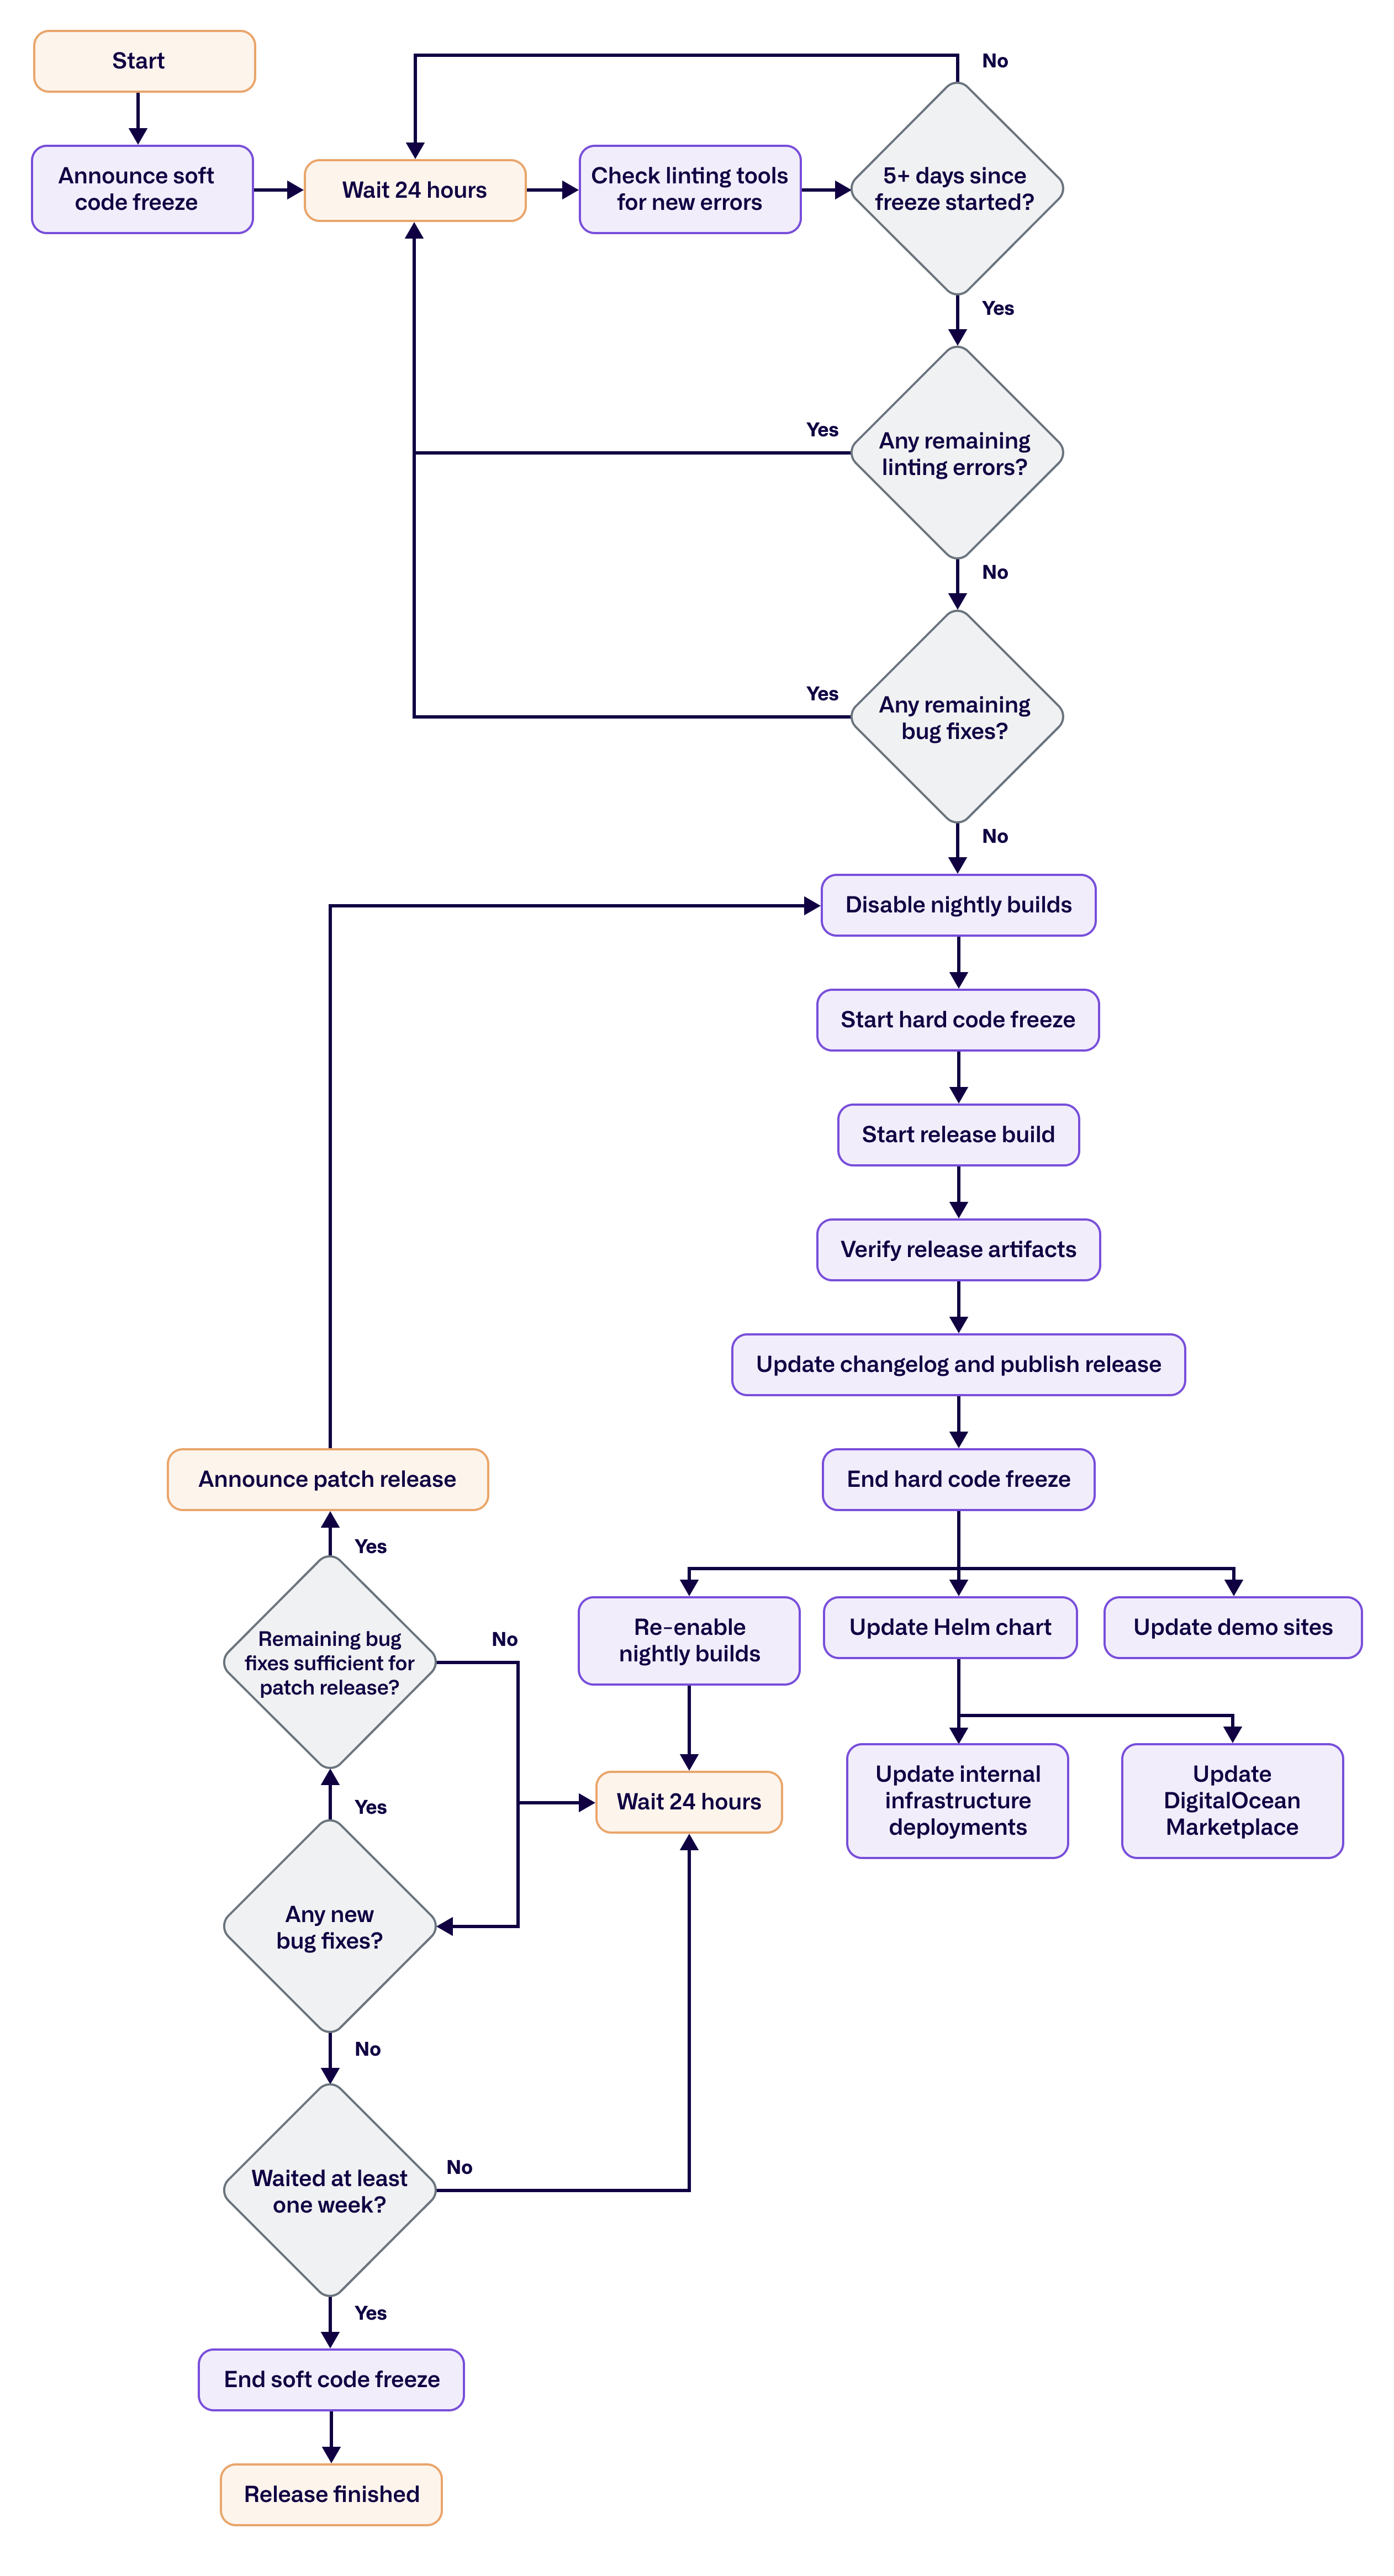 Start
No
Announce soft
code freeze
Wait 24 hours
Check linting tools
for new errors
5+ days since
freeze started?
Yes
Any remaining
linting errors?
Yes
No
Any remaining
bug fixes?
Yes
No
Disable nightly builds
Start hard code freeze
Start release build
Verify release artifacts
Update changelog and publish release
End hard code freeze
Announce patch release
Yes
Remaining bug
fixes sufficient for
patch release?
No
Re-enable
nightly builds
Update Helm chart
Update demo sites
Wait 24 hours
Update internal
infrastructure
deployments
Update
DigitalOcean
Marketplace
Yes
Any new
bug fixes?
No
Waited at least
one week?
No
Yes
End soft code freeze
Release finished